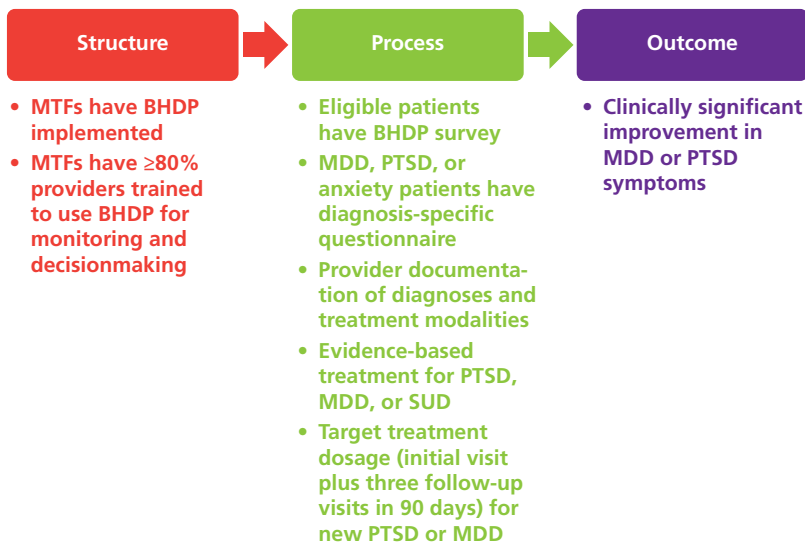 Structure
• MTFs have BHDP
implemented
• MTFs have ≥80%
providers trained
to use BHDP for
monitoring and
decisionmaking
Process
• Eligible patients
have BHDP survey
• MDD, PTSD, or
anxiety patients have
diagnosis-specific
questionnaire
• Provider documenta-
tion of diagnoses and
treatment modalities
• Evidence-based
treatment for PTSD,
MDD, or SUD
• Target treatment
dosage (initial visit
plus three follow-up
visits in 90 days) for
new PTSD or MDD
Outcome
• Clinically significant
improvement in
MDD or PTSD
symptoms